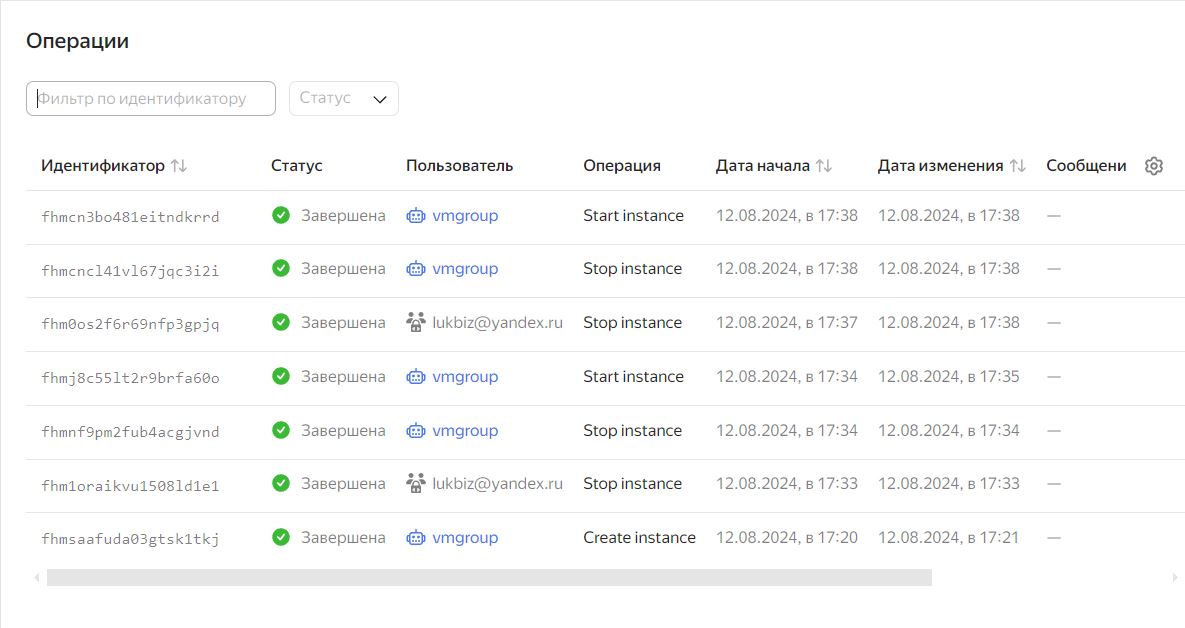 Операции
Фильтр по идентификатору Статус
Идентификатор Статус Пользователь Операция Дата начала Дата изменения Сообщени
fhmcn3bo481eitndkrrd Завершена vmgroup Start instance 12.08.2024, в 17:38 12.08.2024, в 17:38 —
fhmcncl41vl67jqc3i2i Завершена vmgroup Stop instance 12.08.2024, в 17:38 12.08.2024, в 17:38 —
fhm0os2f6r69nfp3gpjq Завершена lukbiz@yandex.ru Stop instance 12.08.2024, в 17:37 12.08.2024, в 17:38 —
fhmj8c55lt2r9brfa60o Завершена vmgroup Start instance 12.08.2024, в 17:34 12.08.2024, в 17:35 —
fhmnf9pm2fub4acgjvnd Завершена vmgroup Stop instance 12.08.2024, в 17:34 12.08.2024, в 17:34 —
fhm1oraikvu1508ld1e1 Завершена lukbiz@yandex.ru Stop instance 12.08.2024, в 17:33 12.08.2024, в 17:33 —
fhmsaafuda03gtsk1tkj Завершена vmgroup Create instance 12.08.2024, в 17:20 12.08.2024, в 17:21 —